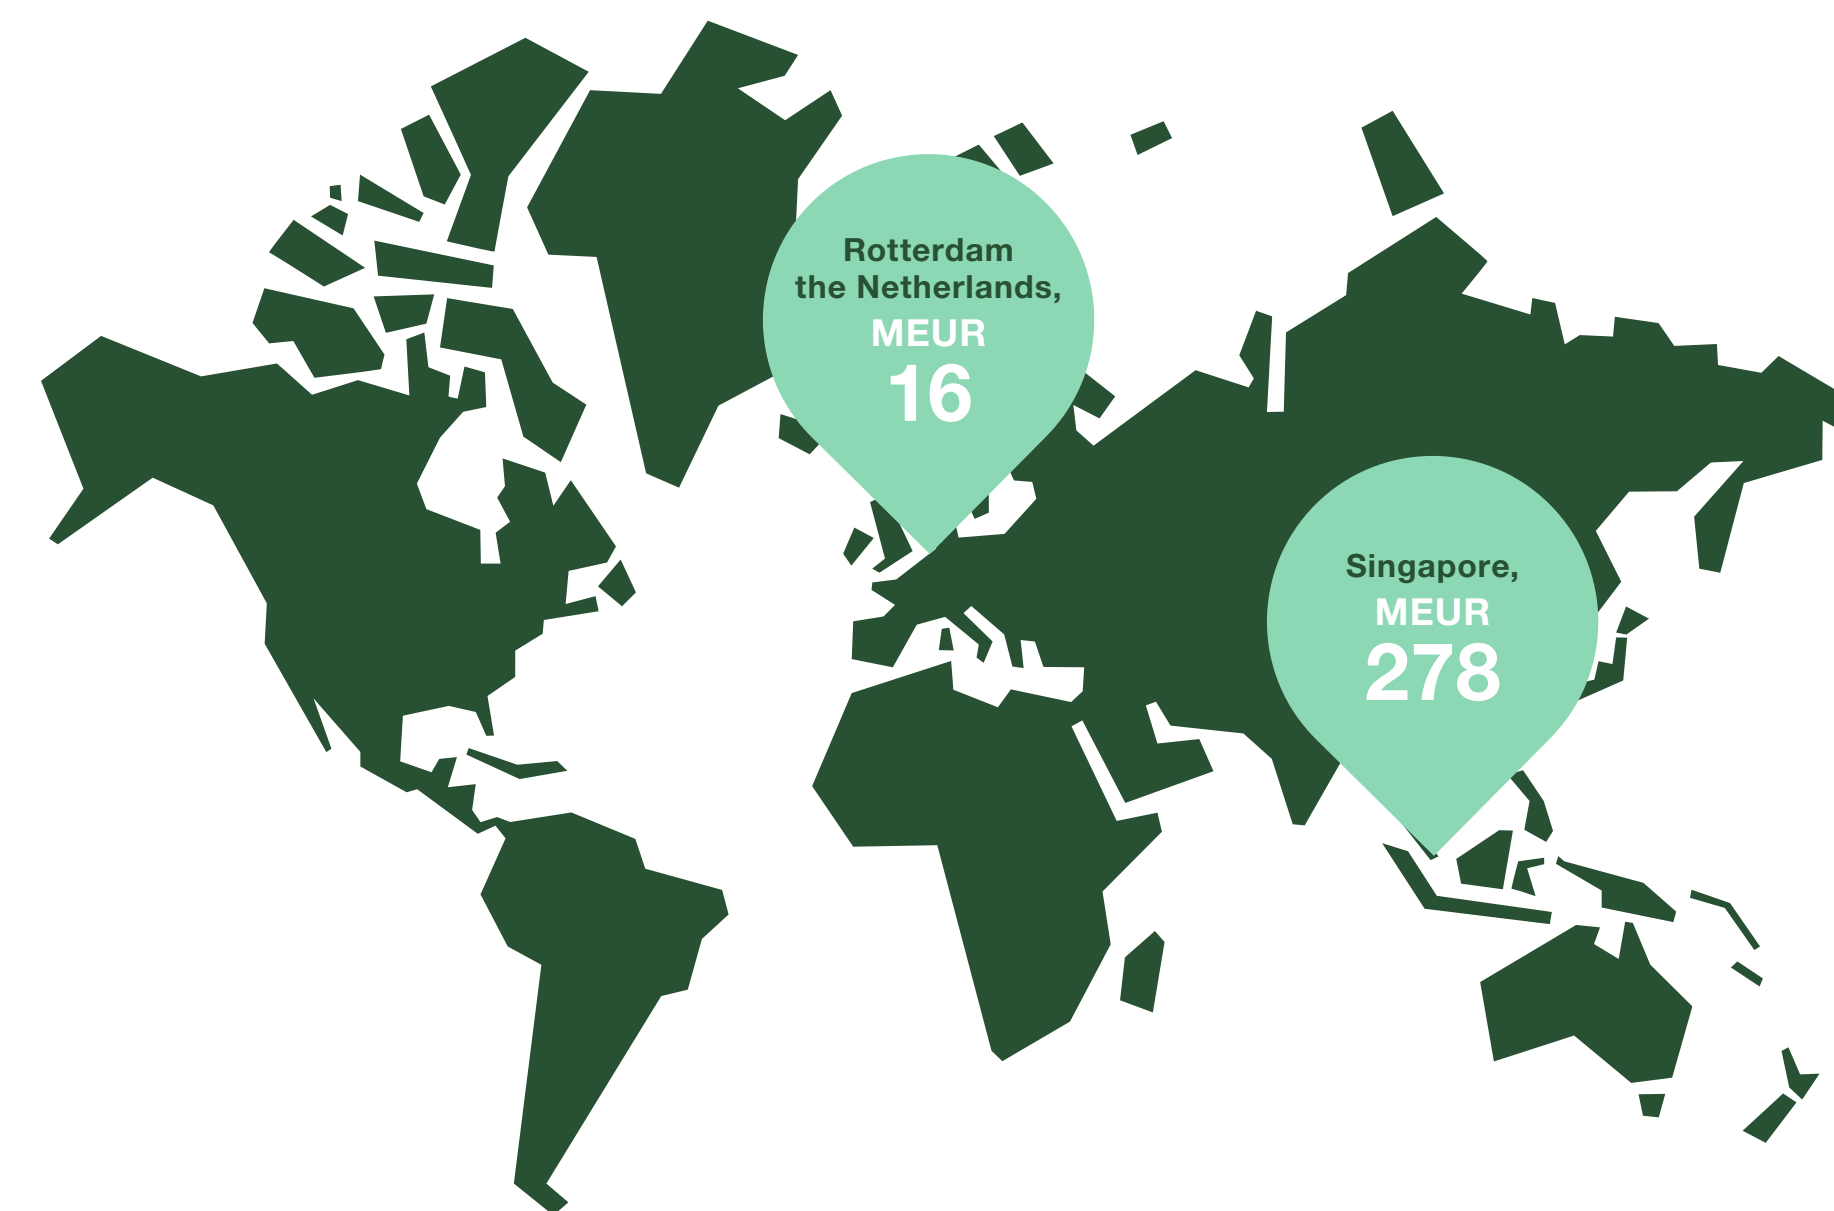 Rotterdam
the Netherlands,
MEUR
16
Singapore,
MEUR
278